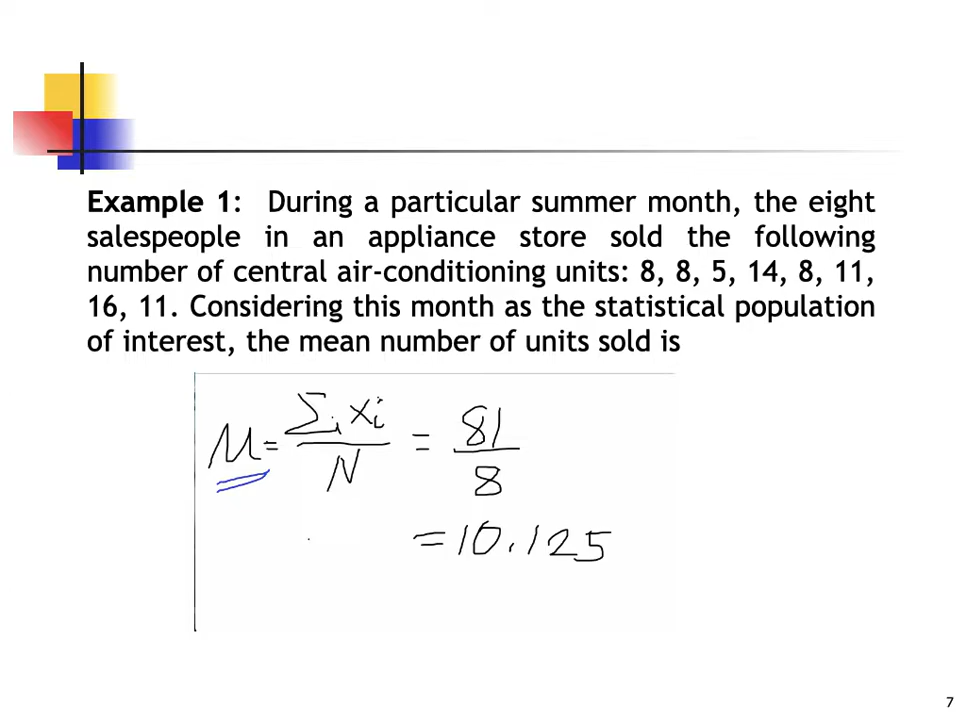 Example 1: During a particular summer month, the eight
salespeople in an appliance store sold the following
number of central air-conditioning units: 8, 8, 5, 14, 8, 11,
16, 11. Considering this month as the statistical population
of interest, the mean number of units sold is
μ = Σᵢ xᵢ / N = 81 / 8
= 10.125
7